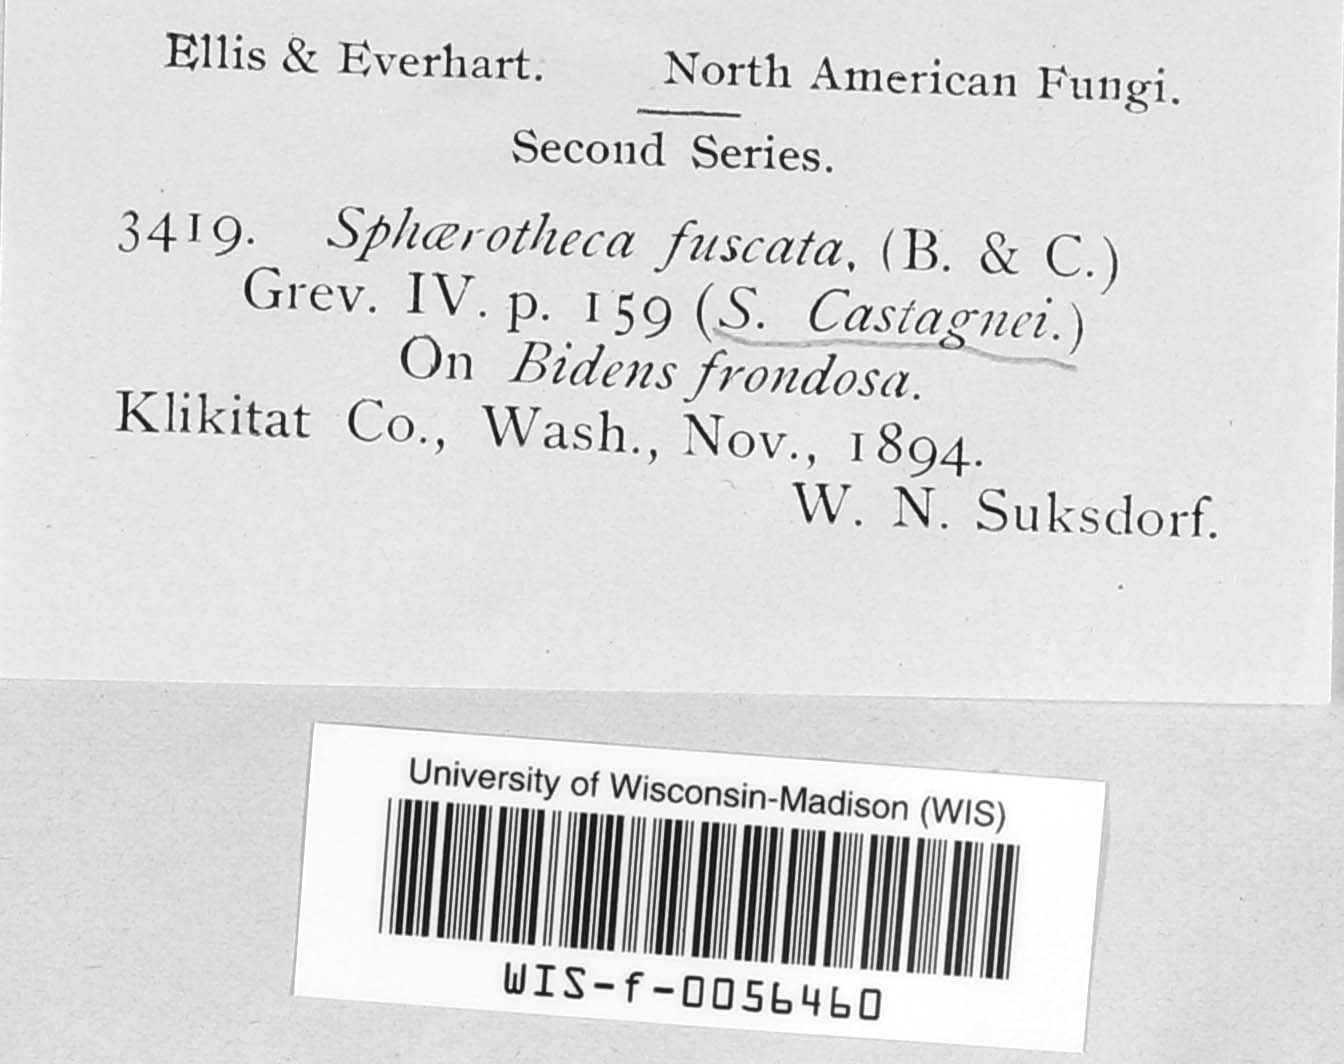 Ellis & Everhart. North American Fungi.
Second Series.
3419. Sphærotheca fuscata, (B. & C.)
Grev. IV. p. 159 (S. Castagnei.)
On Bidens frondosa.
Klikitat Co., Wash., Nov., 1894.
W. N. Suksdorf.
University of Wisconsin-Madison (WIS)
WIS-f-0056460